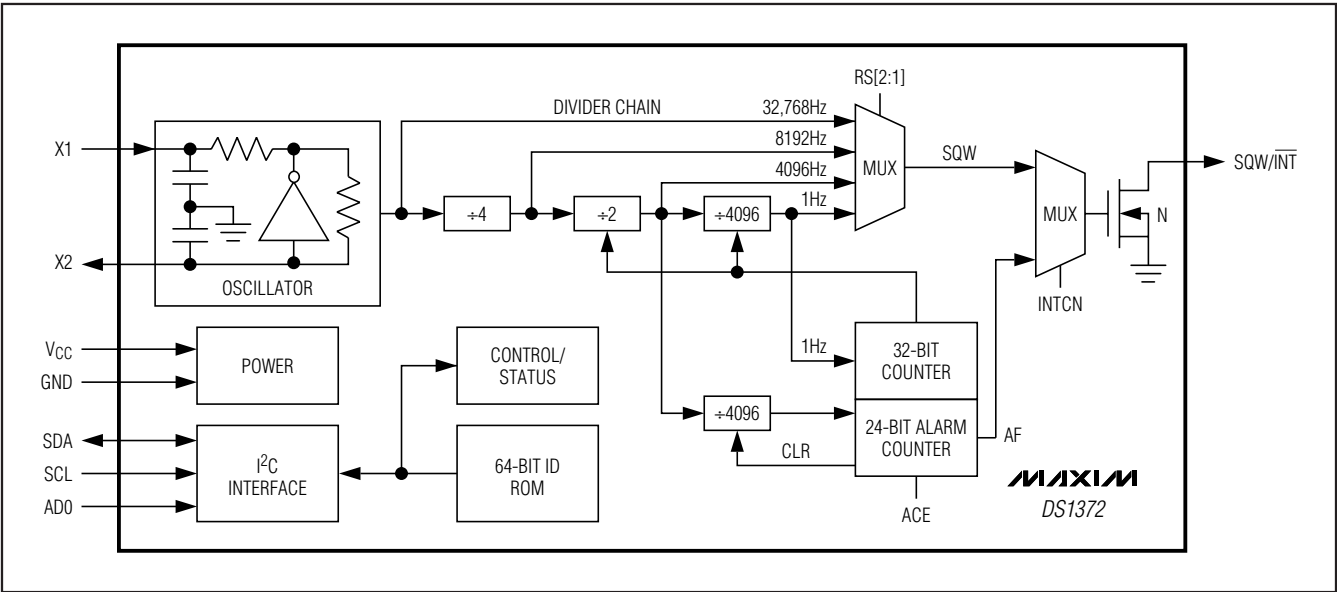 RS[2:1]
DIVIDER CHAIN
32,768Hz
8192Hz
4096Hz
1Hz
MUX
SQW
MUX
INTCN
N
SQW/INT
X1
X2
OSCILLATOR
÷4
÷2
÷4096
VCC
GND
POWER
CONTROL/
STATUS
1Hz
32-BIT
COUNTER
÷4096
CLR
24-BIT ALARM
COUNTER
AF
ACE
SDA
SCL
AD0
I2C
INTERFACE
64-BIT ID
ROM
MAXIM
DS1372